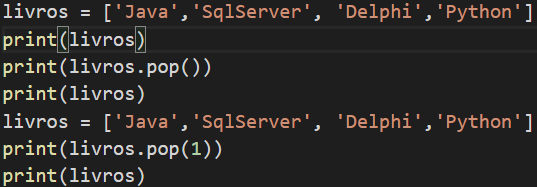 livros = ['Java','SqlServer', 'Delphi','Python']
print(livros)
print(livros.pop())
print(livros)
livros = ['Java','SqlServer', 'Delphi','Python']
print(livros.pop(1))
print(livros)